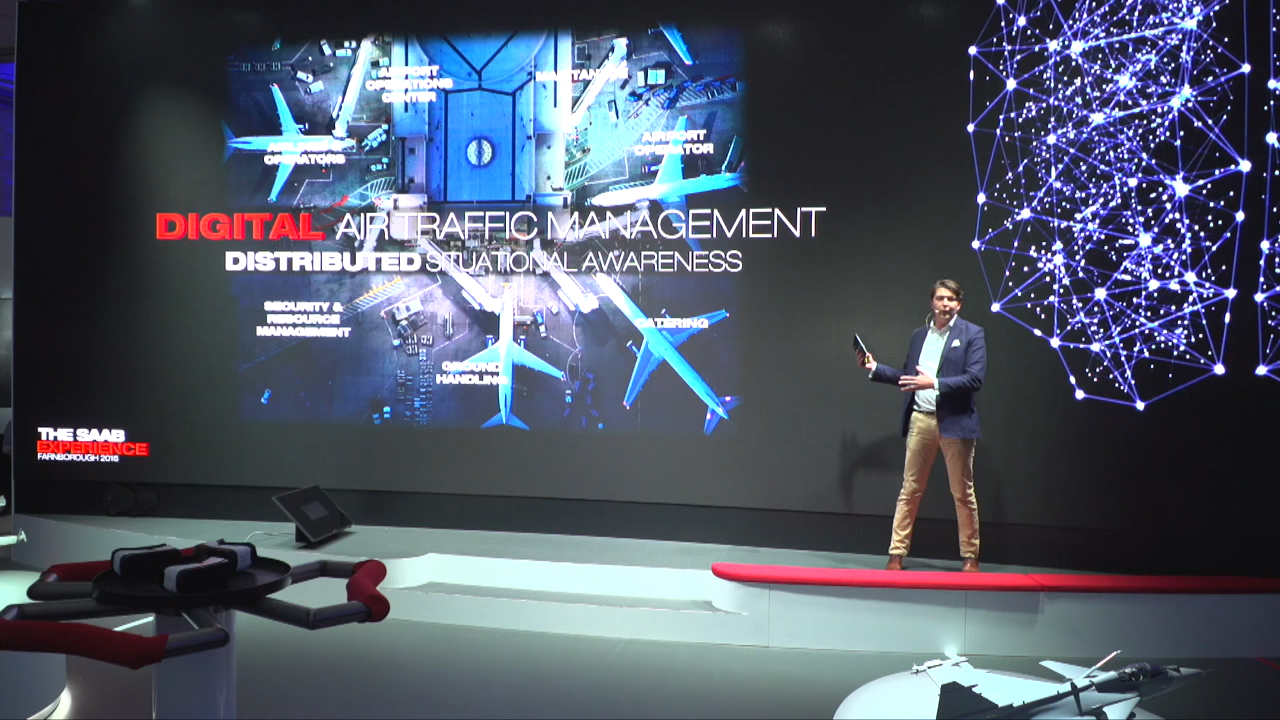 AIRPORT
OPERATIONS
CENTER
OPERATORS
AIRPORT
OPERATOR
DIGITAL AIR TRAFFIC MANAGEMENT
DISTRIBUTED SITUATIONAL AWARENESS
SECURITY &
RESOURCE
MANAGEMENT
CATERING
GROUND
HANDLING
THE SAAB
EXPERIENCE
FARNBOROUGH 2016